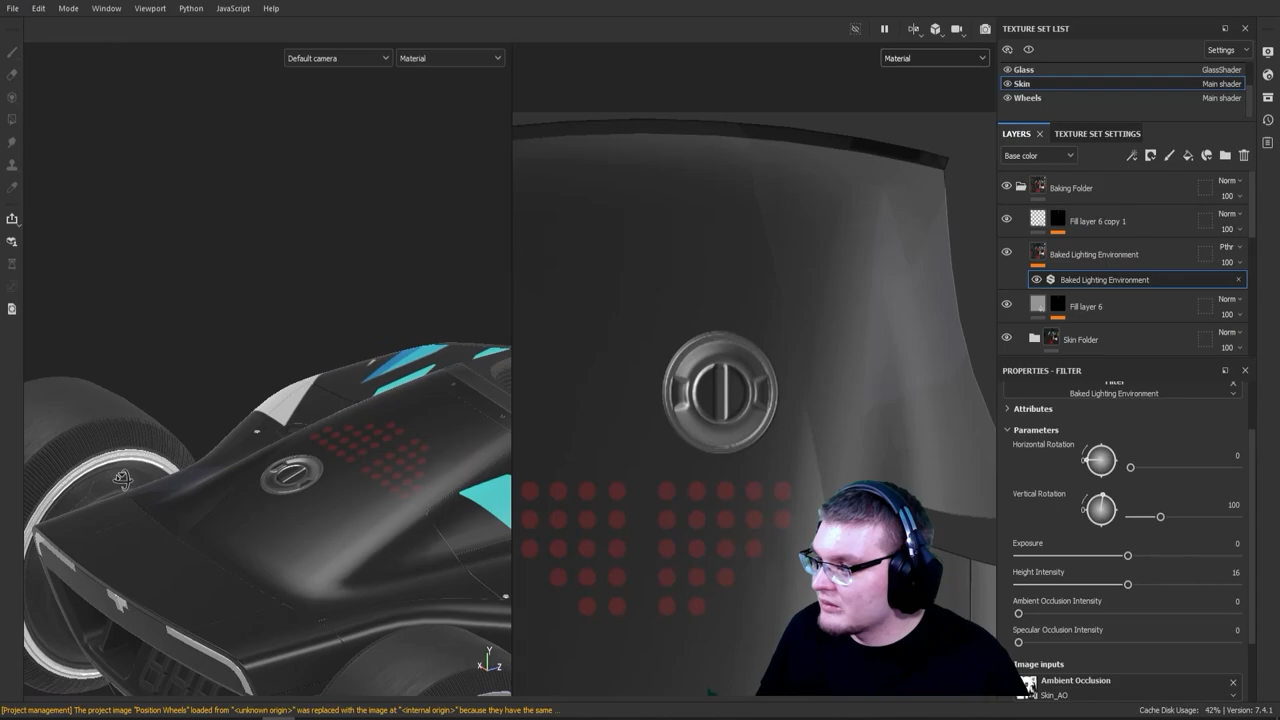 File Edit Mode Window Viewport Python JavaScript Help
Default camera Material
Material
TEXTURE SET LIST
Settings
Glass GlassShader
Skin Main shader
Wheels Main shader
LAYERS TEXTURE SET SETTINGS
Base color
Baking Folder Norm 100
Fill layer 6 copy 1 Norm 100
Baked Lighting Environment Pthr 100
Baked Lighting Environment
Fill layer 6 Norm 100
Skin Folder Norm 100
PROPERTIES - FILTER
Filter
Baked Lighting Environment
Attributes
Parameters
Horizontal Rotation 0 0
Vertical Rotation 0 100
Exposure 0
Height Intensity 16
Ambient Occlusion Intensity 0
Specular Occlusion Intensity 0
Image inputs
Ambient Occlusion
Skin_AO
Y
X Z
[Project management] The project image "Position Wheels" loaded from "<unknown origin>" was replaced with the image at "<internal origin>" because they have the same ...
Cache Disk Usage: 42% | Version: 7.4.1